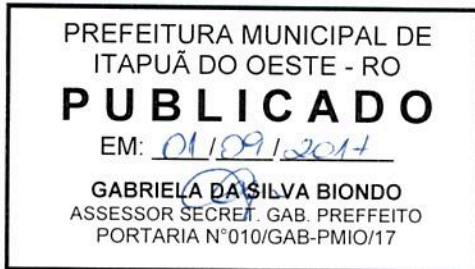 PREFEITURA MUNICIPAL DE
ITAPUÃ DO OESTE - RO
PUBLICADO
EM: 01/09/2017
GABRIELA DA SILVA BIONDO
ASSESSOR SECRET. GAB. PREFFEITO
PORTARIA N°010/GAB-PMIO/17